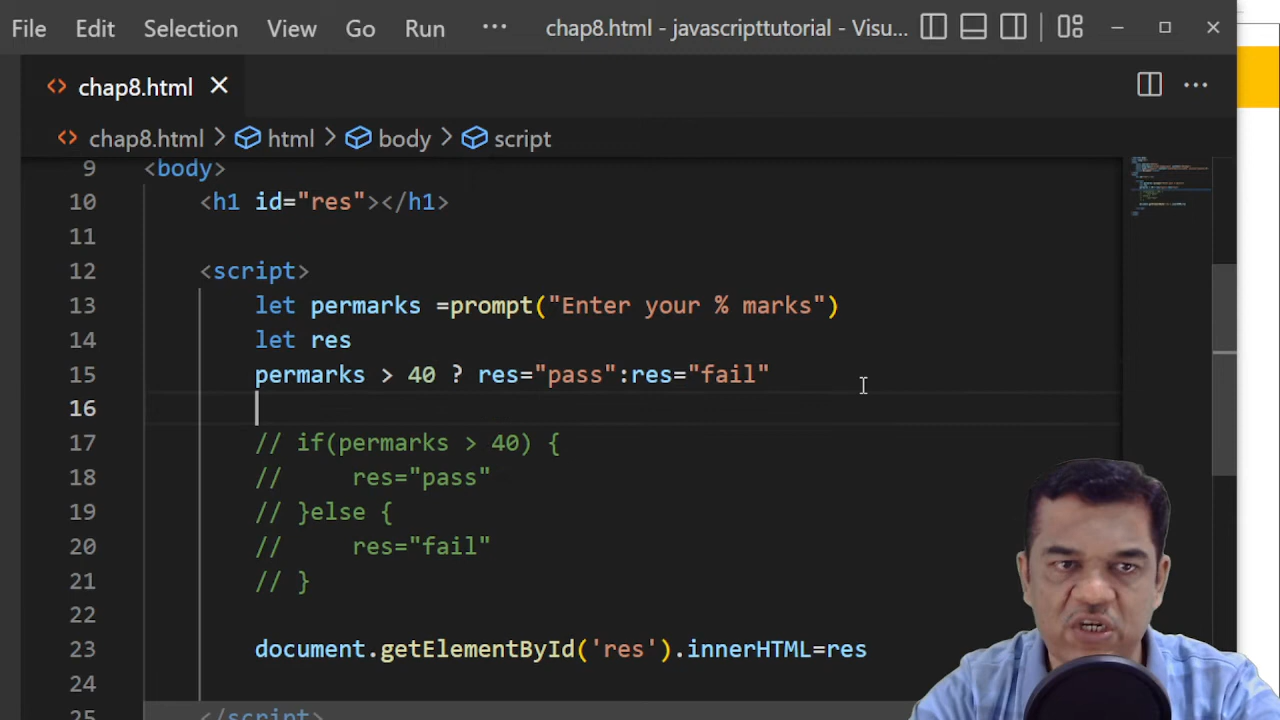 File Edit Selection View Go Run ··· chap8.html - javascripttutorial - Visu...
chap8.html
chap8.html > html > body > script
9 <body>
10 <h1 id="res"></h1>
11
12 <script>
13 let permarks =prompt("Enter your % marks")
14 let res
15 permarks > 40 ? res="pass":res="fail"
16
17 // if(permarks > 40) {
18 //     res="pass"
19 // }else {
20 //     res="fail"
21 // }
22
23 document.getElementById('res').innerHTML=res
24
25 </script>